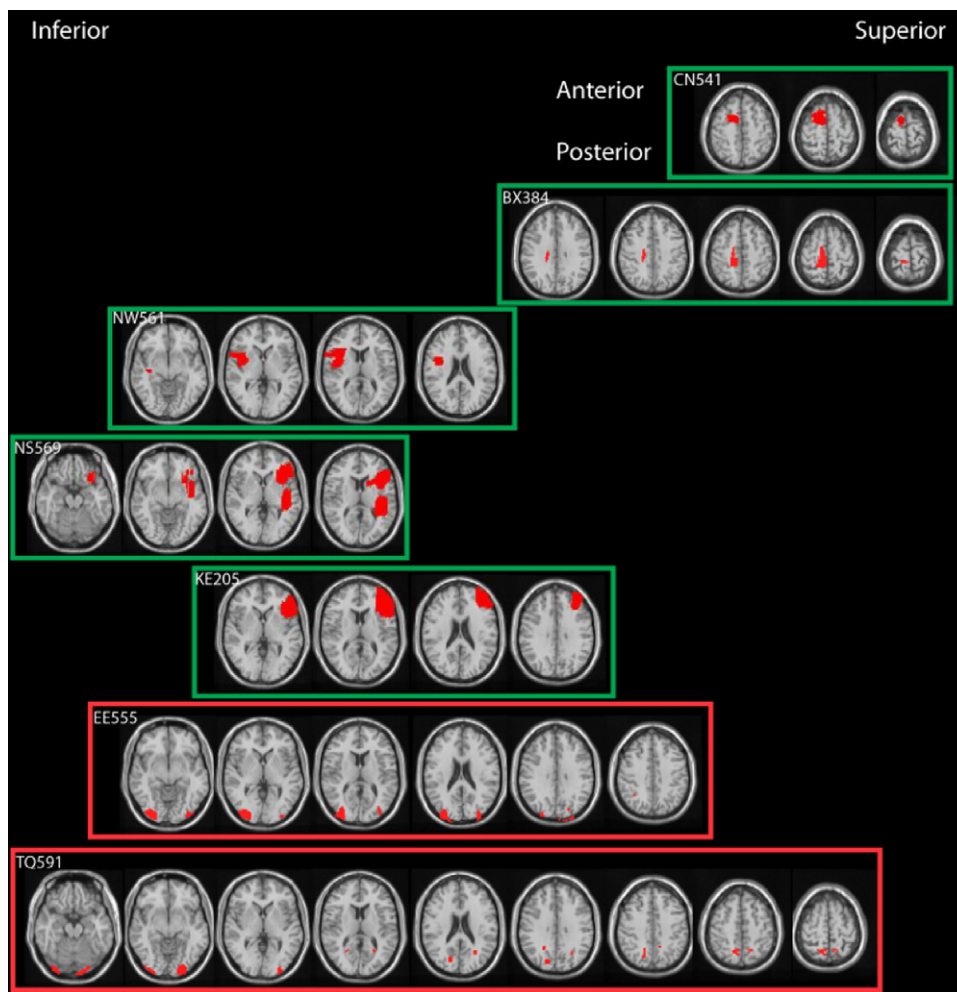 Inferior
Superior
CN541
Anterior
Posterior
BX384
NW561
NS569
KE205
EE555
TQ591